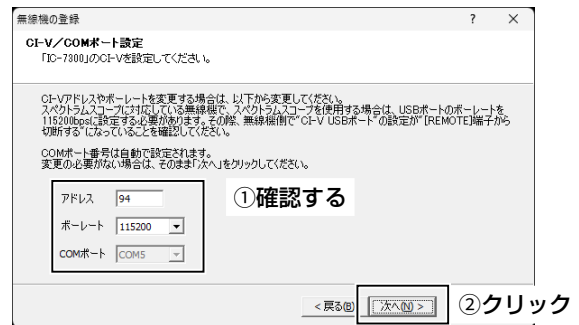 無線機の登録 ? ×
CI-V/COMポート設定
「IC-7300」のCI-Vを設定してください。
CI-Vアドレスやボーレートを変更する場合は、以下から変更してください。
スペクトラムスコープに対応している無線機で、スペクトラムスコープを使用する場合は、USBポートのボーレートを
115200bpsに設定する必要があります。その際、無線機側で"CI-V USBポート"の設定が"[REMOTE]端子から
切断する"になっていることを確認してください。
COMポート番号は自動で設定されます。
変更の必要がない場合は、そのまま「次へ」をクリックしてください。
アドレス 94
①確認する
ボーレート 115200
COMポート COM5
< 戻る(B) 次へ(N) > ②クリック